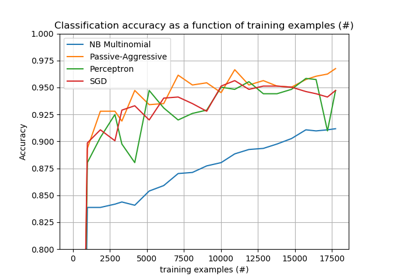 Classification accuracy as a function of training examples (#)
1.000
0.975
0.950
0.925
0.900
0.875
0.850
0.825
0.800
Accuracy
NB Multinomial
Passive-Aggressive
Perceptron
SGD
0 2500 5000 7500 10000 12500 15000 17500
training examples (#)